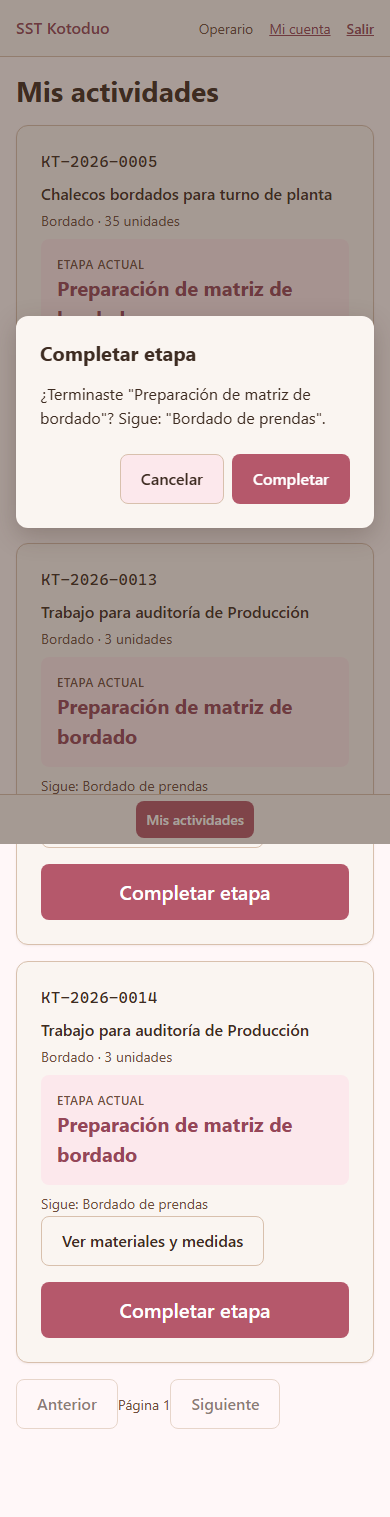 SST Kotoduo
Operario Mi cuenta Salir
Mis actividades
KT-2026-0005
Chalecos bordados para turno de planta
Bordado · 35 unidades
ETAPA ACTUAL
Preparación de matriz de
Completar etapa
¿Terminaste "Preparación de matriz de
bordado"? Sigue: "Bordado de prendas".
Cancelar Completar
KT-2026-0013
Trabajo para auditoría de Producción
Bordado · 3 unidades
ETAPA ACTUAL
Preparación de matriz de
bordado
Sigue: Bordado de prendas
Mis actividades
Completar etapa
KT-2026-0014
Trabajo para auditoría de Producción
Bordado · 3 unidades
ETAPA ACTUAL
Preparación de matriz de
bordado
Sigue: Bordado de prendas
Ver materiales y medidas
Completar etapa
Anterior Página 1 Siguiente